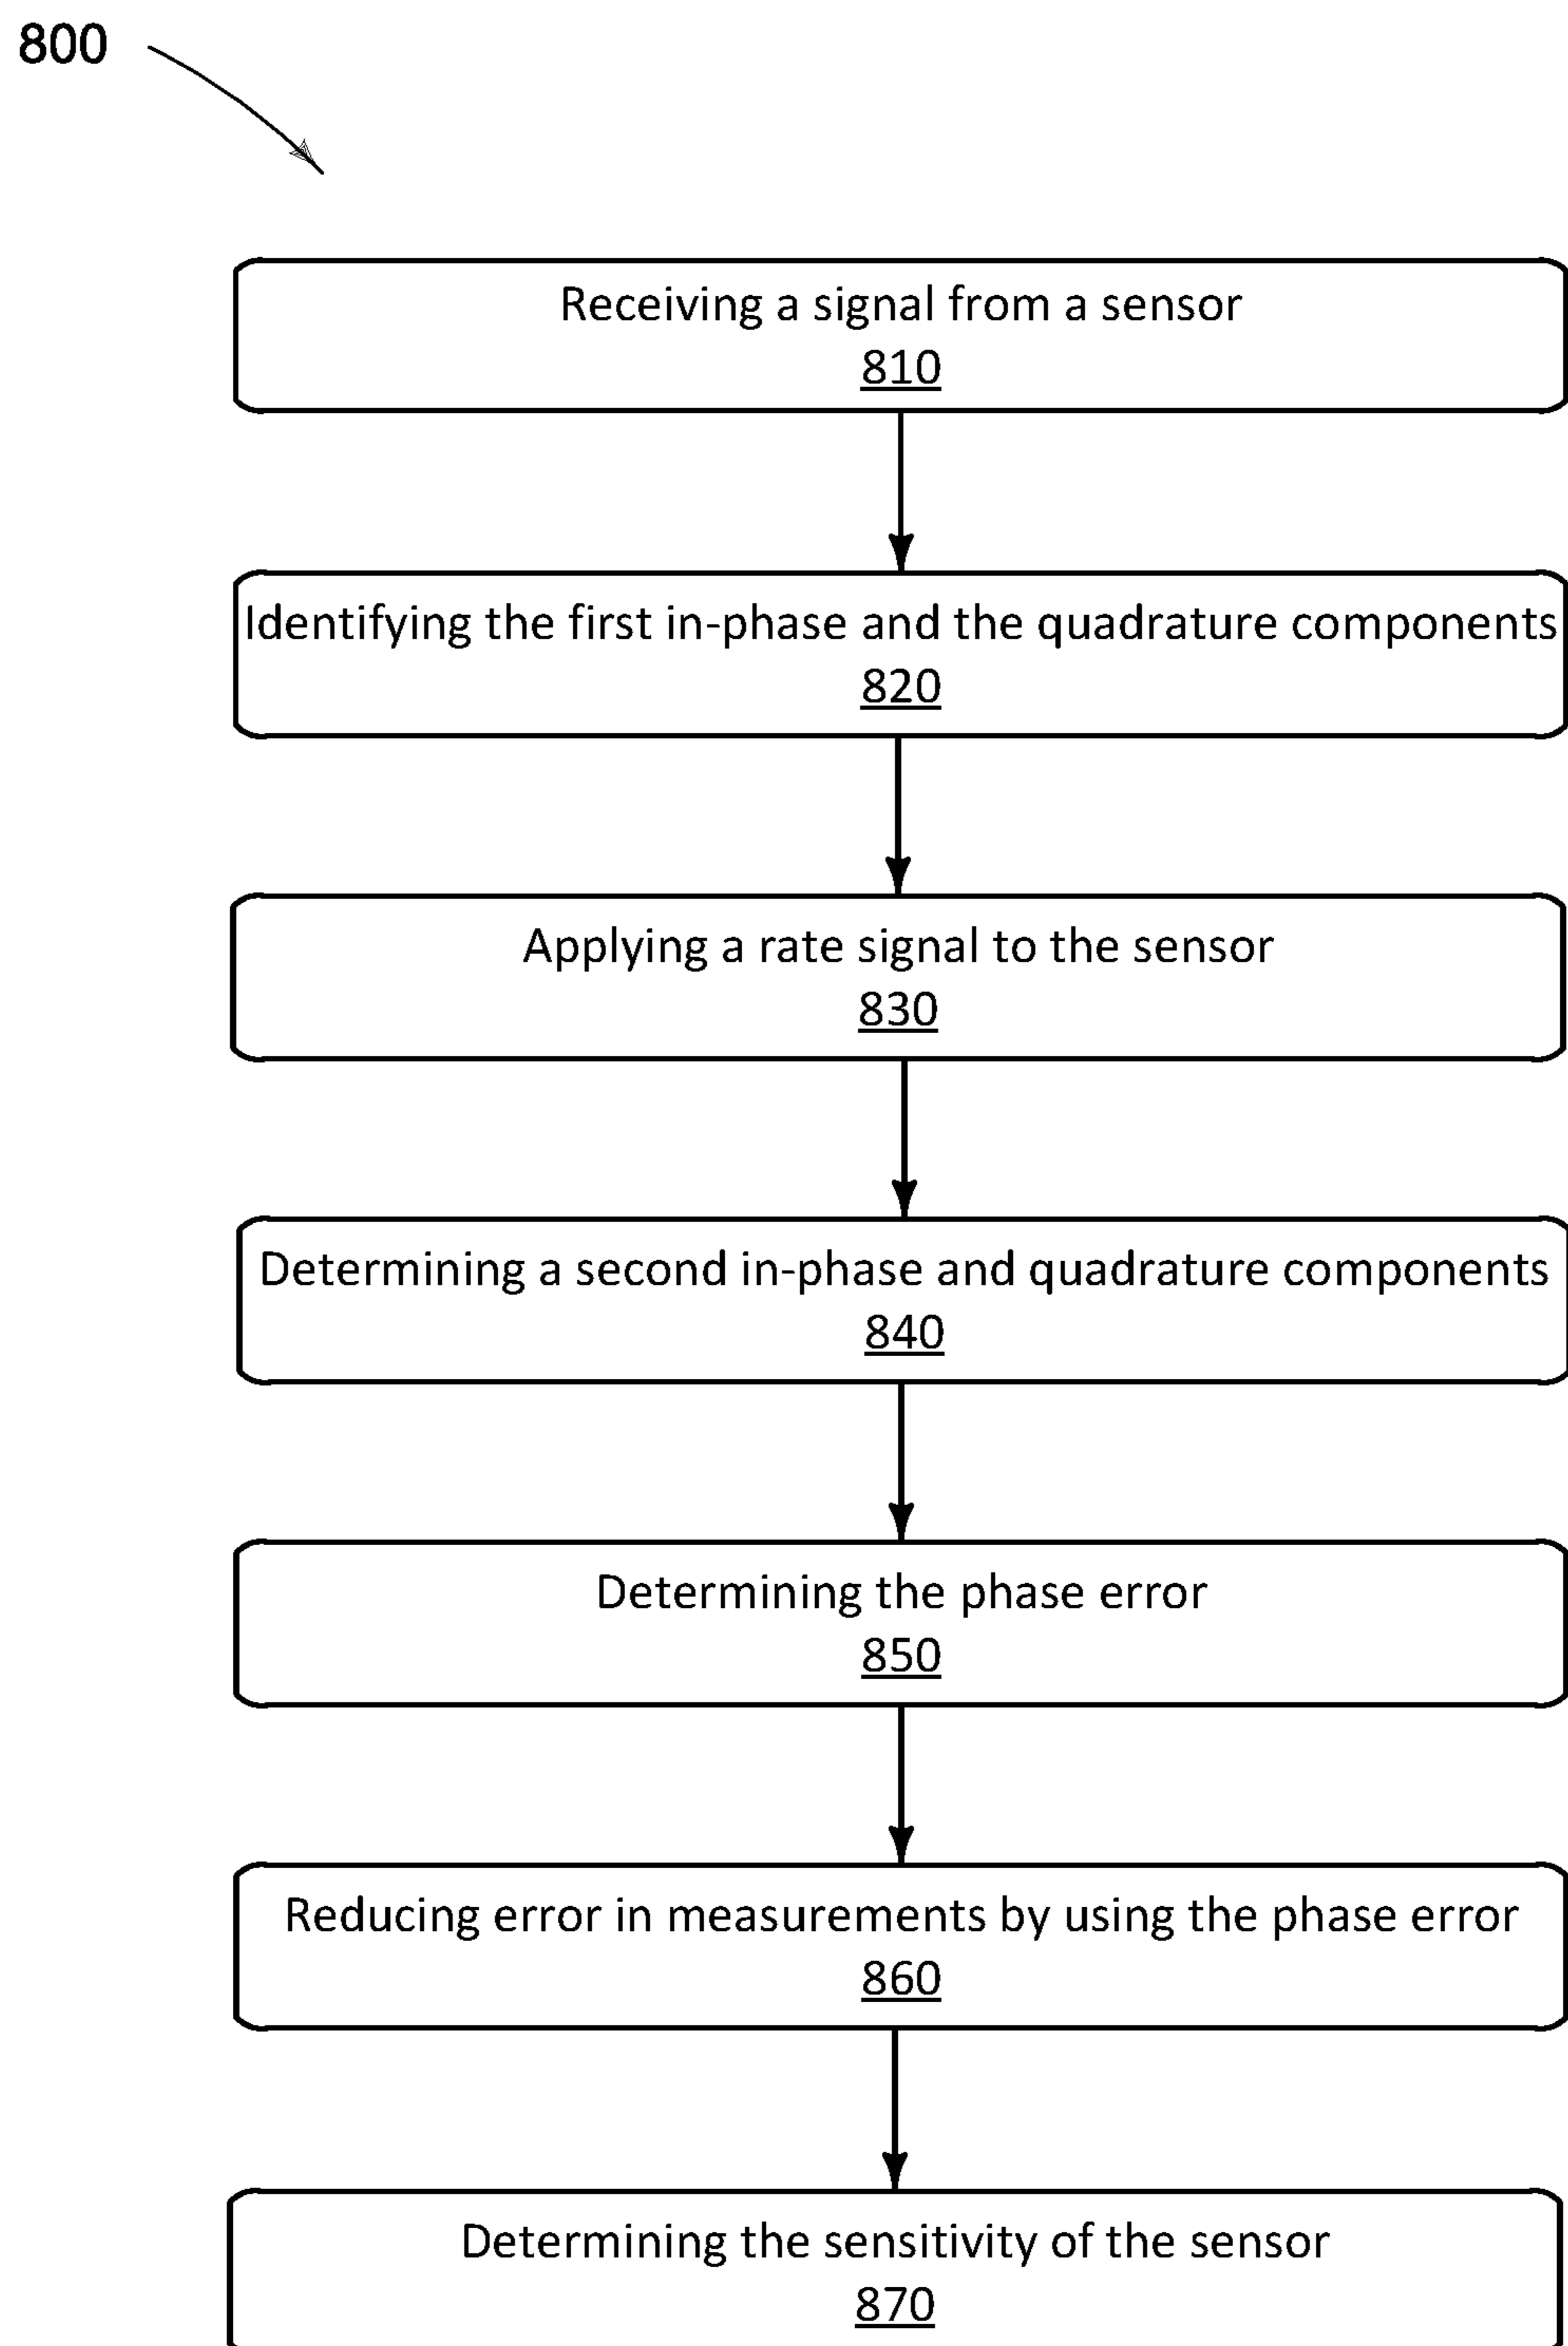 800
Receiving a signal from a sensor
810
Identifying the first in-phase and the quadrature components
820
Applying a rate signal to the sensor
830
Determining a second in-phase and quadrature components
840
Determining the phase error
850
Reducing error in measurements by using the phase error
860
Determining the sensitivity of the sensor
870